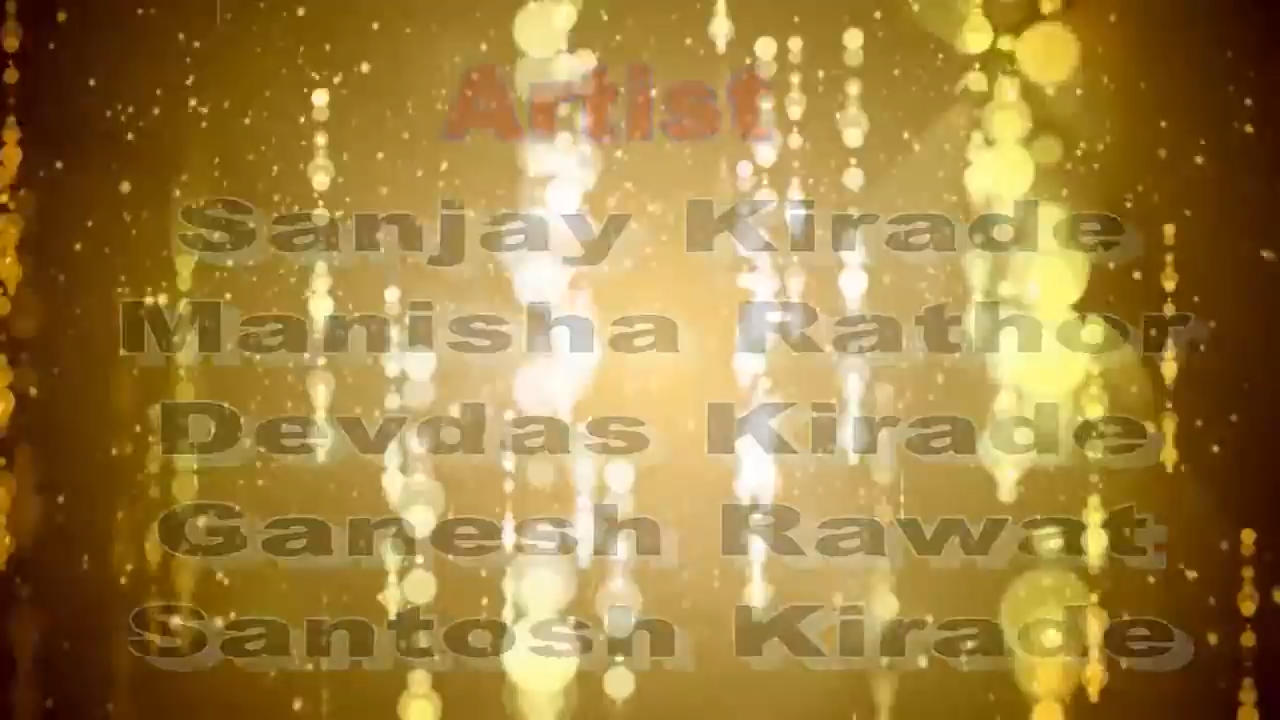 Artist
Sanjay Kirade
Manisha Rathor
Devdas Kirade
Ganesh Rawat
Santosh Kirade